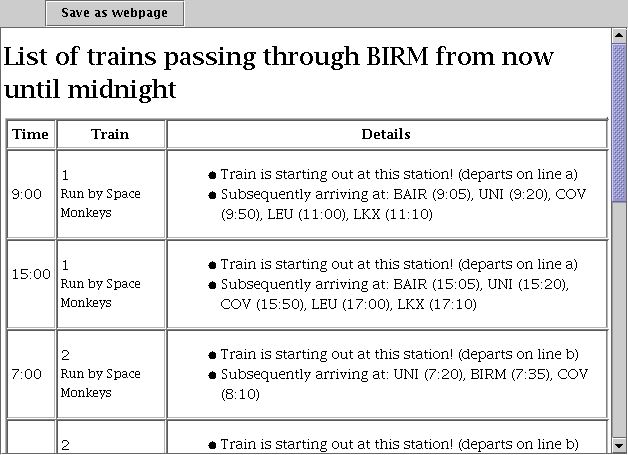 Save as webpage
List of trains passing through BIRM from now
until midnight
Time Train Details
9:00
1
Run by Space
Monkeys
Train is starting out at this station! (departs on line a)
Subsequently arriving at: BAIR (9:05), UNI (9:20), COV
(9:50), LEU (11:00), LKX (11:10)
15:00
1
Run by Space
Monkeys
Train is starting out at this station! (departs on line a)
Subsequently arriving at: BAIR (15:05), UNI (15:20),
COV (15:50), LEU (17:00), LKX (17:10)
7:00
2
Run by Space
Monkeys
Train is starting out at this station! (departs on line b)
Subsequently arriving at: UNI (7:20), BIRM (7:35), COV
(8:10)
2
Train is starting out at this station! (departs on line b)